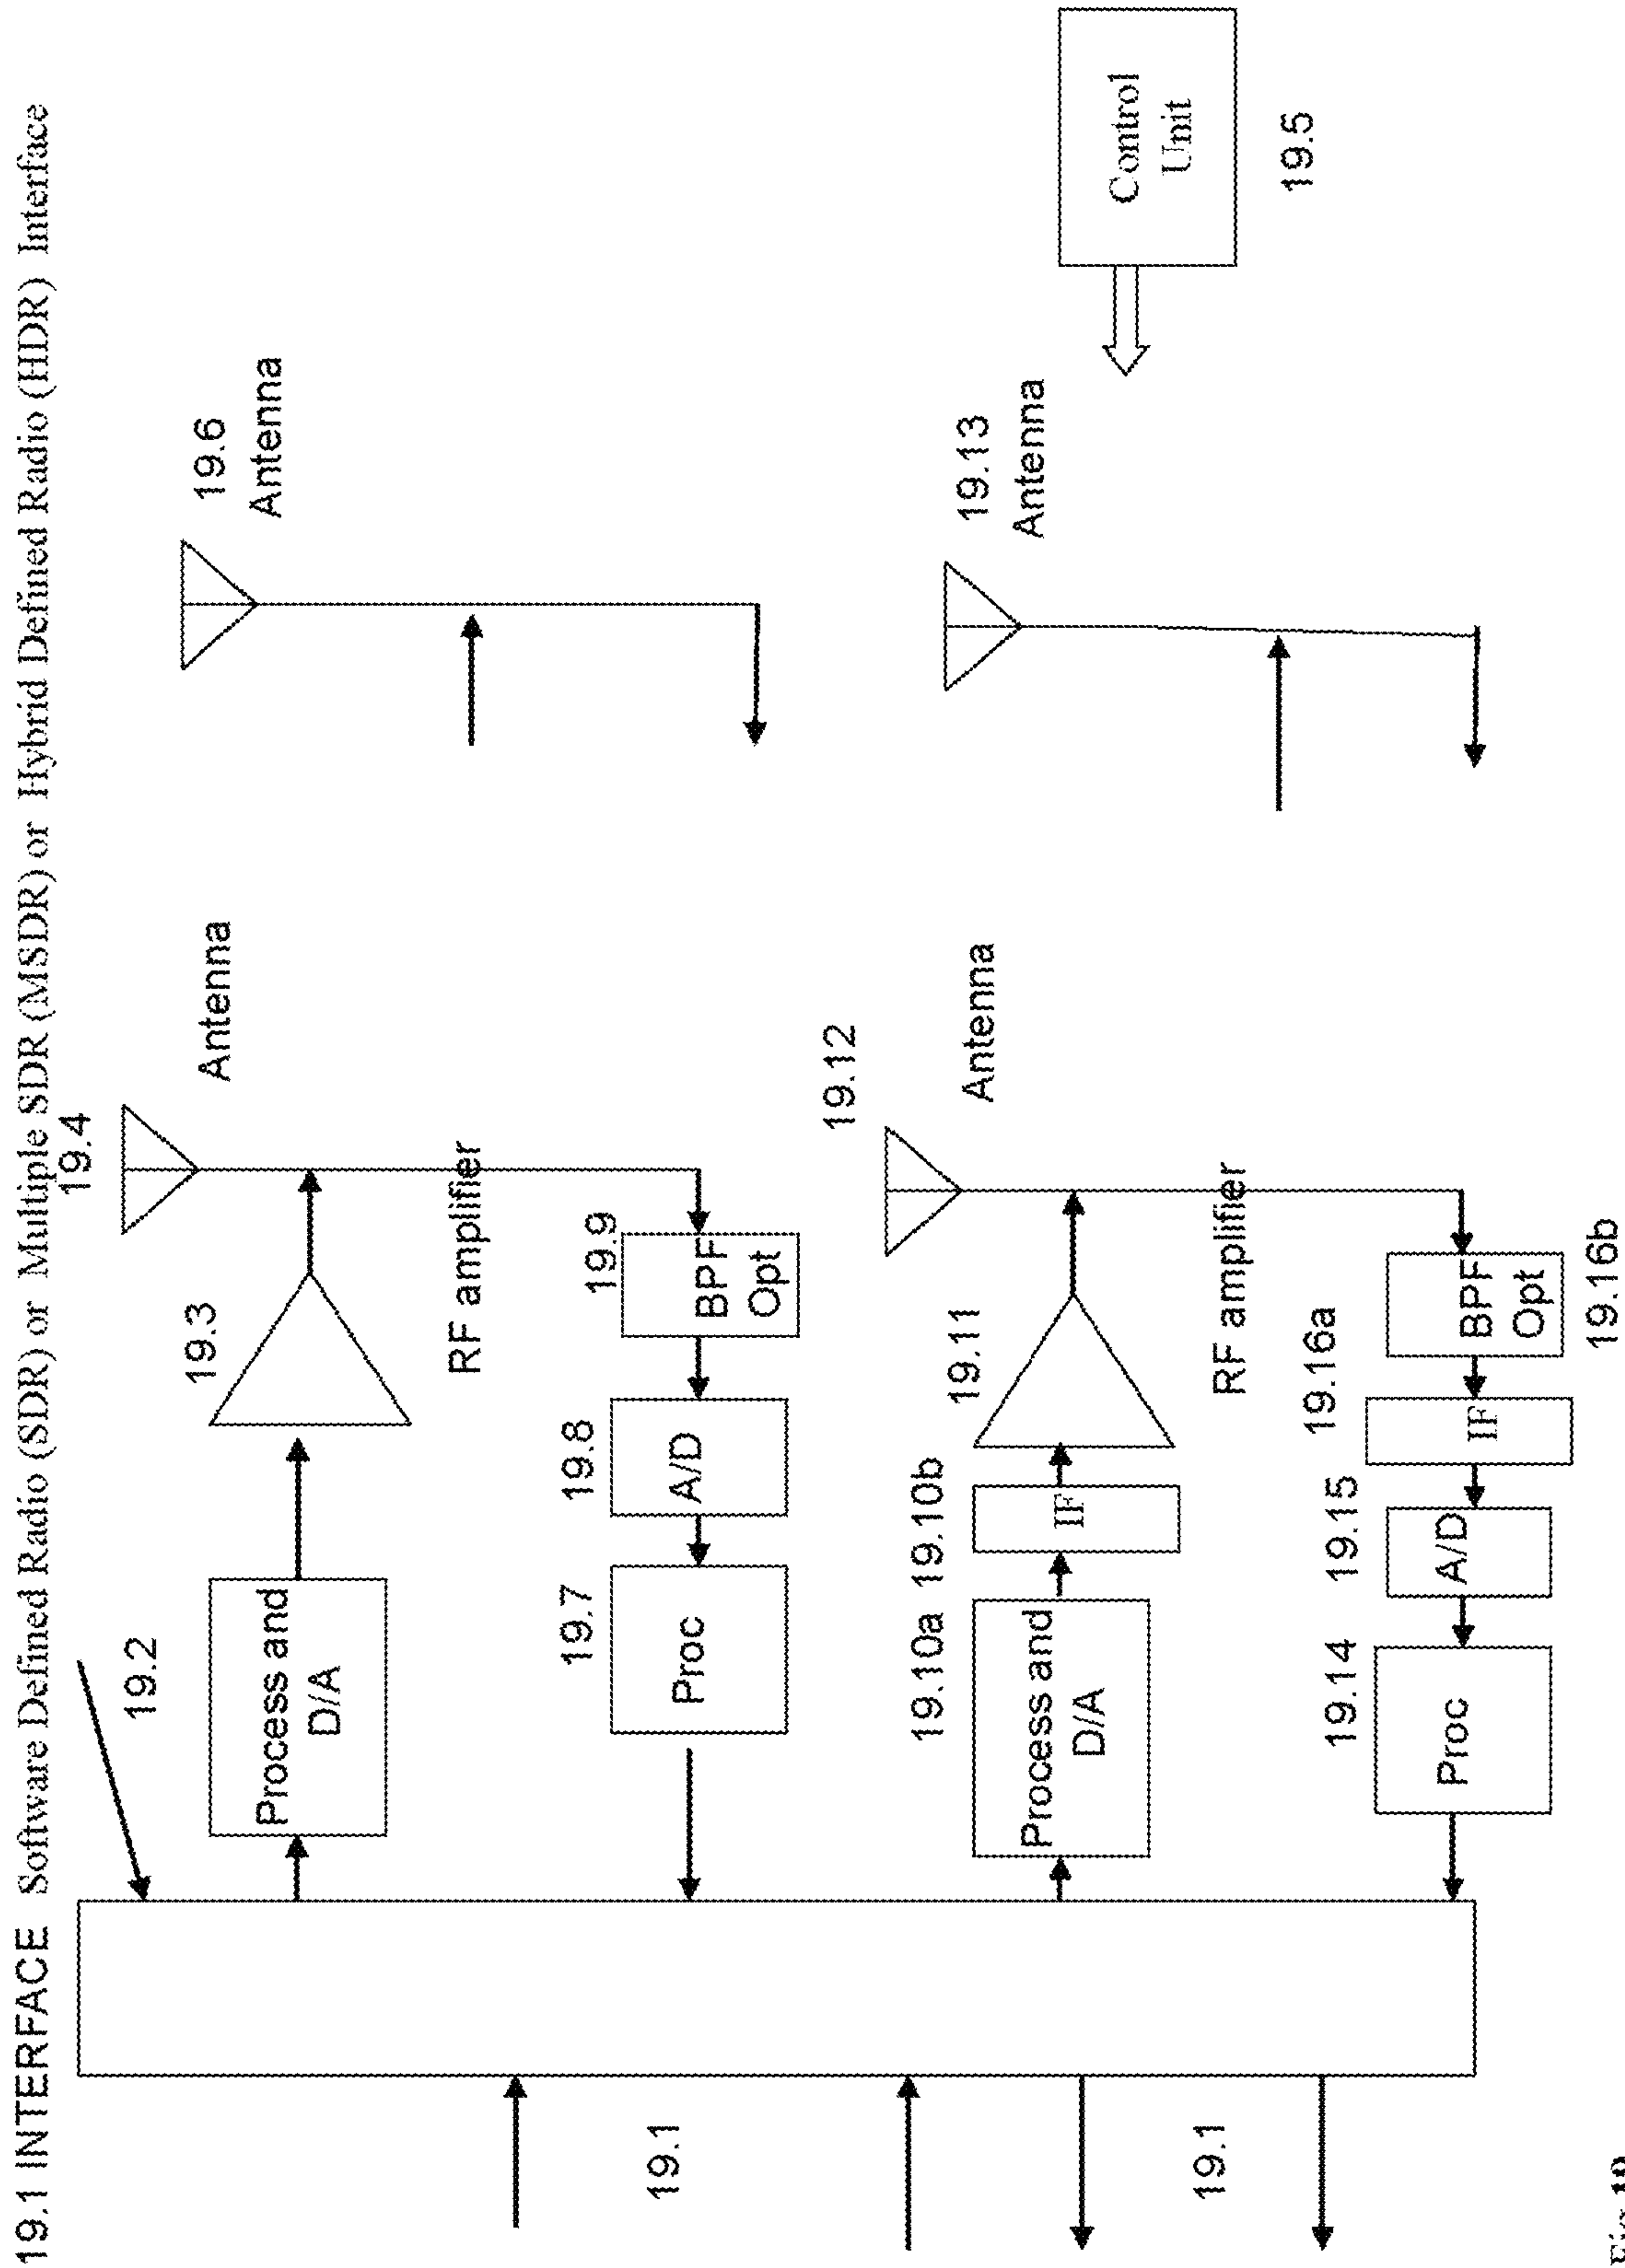 19.1 INTERFACE Software Defined Radio (SDR) or Multiple SDR (MSDR) or Hybrid Defined Radio (HDR) Interface
19.4
Antenna
19.6
Antenna
19.2
Process and
D/A
19.3
RF amplifier
19.7
Proc
19.8
A/D
19.9
BPF
Opt
19.12
Antenna
19.13
Antenna
19.10a
Process and
D/A
19.10b
IF
19.11
RF amplifier
Control
Unit
19.5
19.14
Proc
19.15
A/D
19.16a
IF
BPF
Opt
19.16b
19.1
19.1
Fig 19